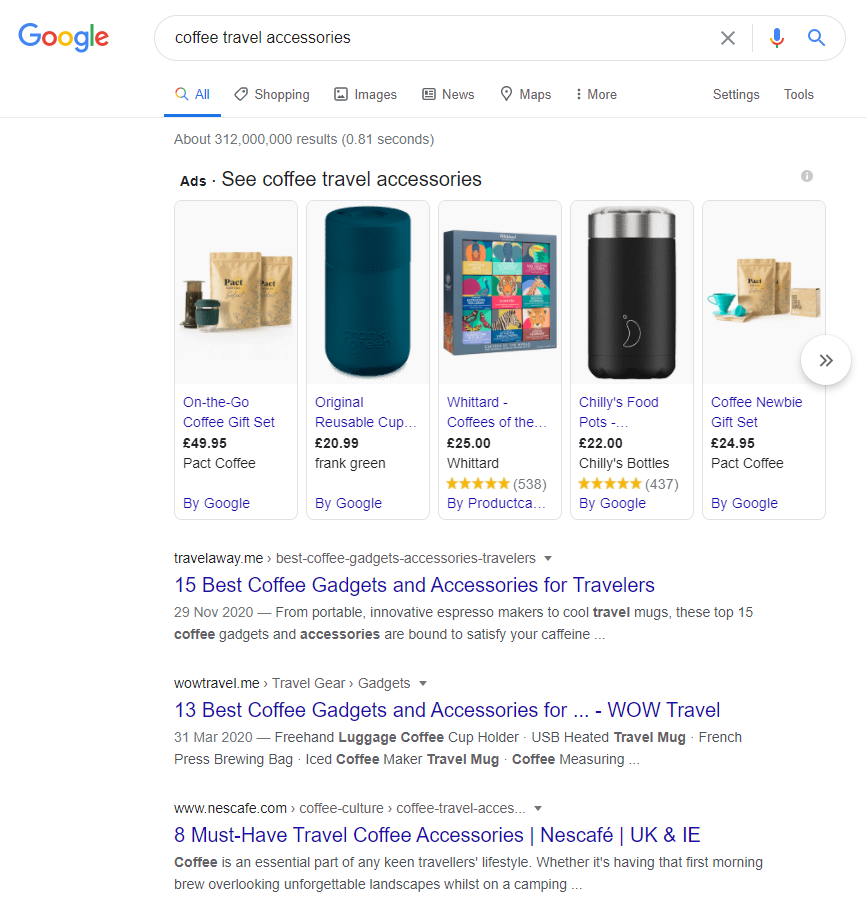 Google
coffee travel accessories
All Shopping Images News Maps More Settings Tools
About 312,000,000 results (0.81 seconds)
Ads · See coffee travel accessories
Pact
COFFEE
Pact
Whittard
Pact
On-the-Go
Coffee Gift Set
£49.95
Pact Coffee
By Google
Original
Reusable Cup…
£20.99
frank green
By Google
Whittard -
Coffees of the…
£25.00
Whittard
(538)
By Productca…
Chilly's Food
Pots -…
£22.00
Chilly's Bottles
(437)
By Google
Coffee Newbie
Gift Set
£24.95
Pact Coffee
By Google
travelaway.me › best-coffee-gadgets-accessories-travelers
15 Best Coffee Gadgets and Accessories for Travelers
29 Nov 2020 — From portable, innovative espresso makers to cool travel mugs, these top 15
coffee gadgets and accessories are bound to satisfy your caffeine ...
wowtravel.me › Travel Gear › Gadgets
13 Best Coffee Gadgets and Accessories for ... - WOW Travel
31 Mar 2020 — Freehand Luggage Coffee Cup Holder · USB Heated Travel Mug · French
Press Brewing Bag · Iced Coffee Maker Travel Mug · Coffee Measuring ...
www.nescafe.com › coffee-culture › coffee-travel-acces...
8 Must-Have Travel Coffee Accessories | Nescafé | UK & IE
Coffee is an essential part of any keen travellers' lifestyle. Whether it's having that first morning
brew overlooking unforgettable landscapes whilst on a camping ...